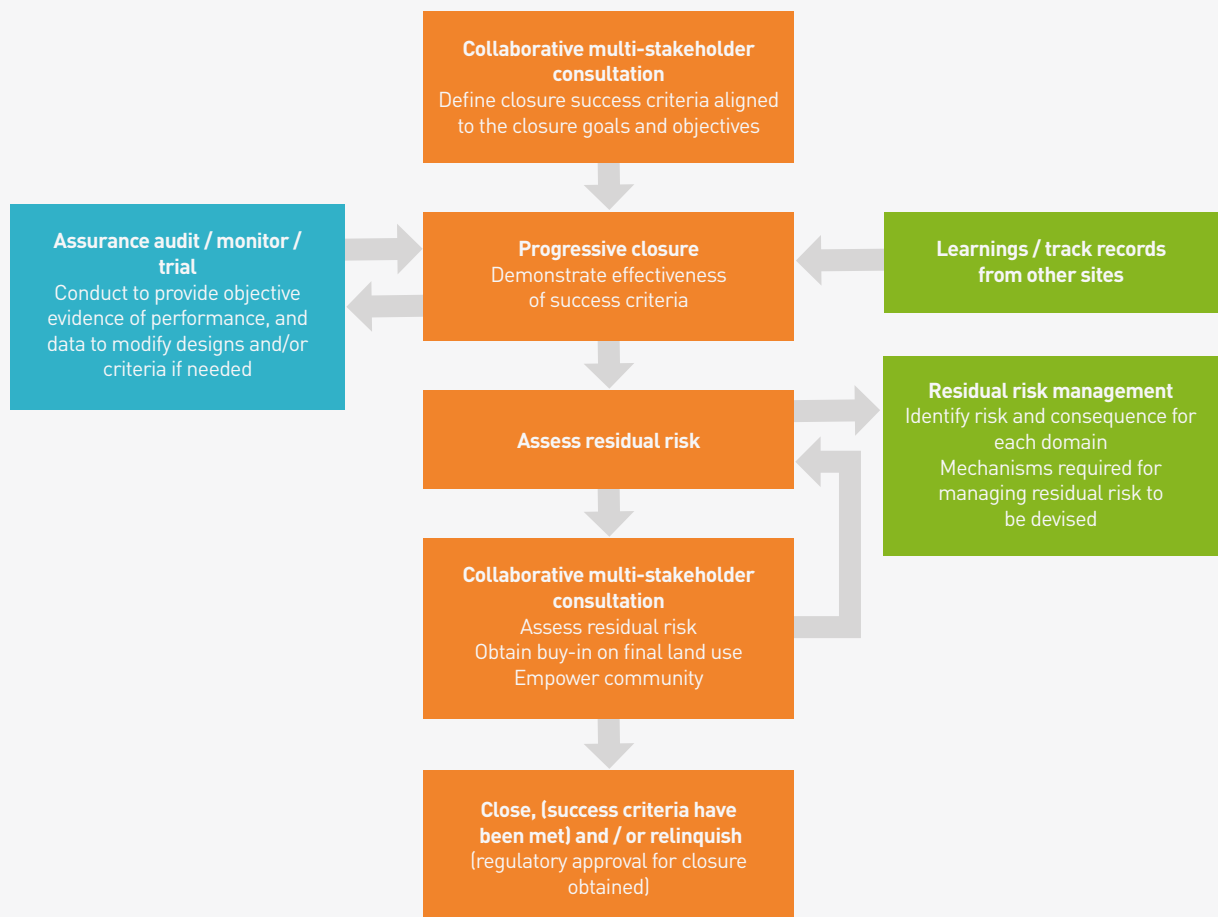 Collaborative multi-stakeholder
consultation
Define closure success criteria aligned
to the closure goals and objectives
Assurance audit / monitor /
trial
Conduct to provide objective
evidence of performance, and
data to modify designs and/or
criteria if needed
Progressive closure
Demonstrate effectiveness
of success criteria
Learnings / track records
from other sites
Assess residual risk
Residual risk management
Identify risk and consequence for
each domain
Mechanisms required for
managing residual risk to
be devised
Collaborative multi-stakeholder
consultation
Assess residual risk
Obtain buy-in on final land use
Empower community
Close, (success criteria have
been met) and / or relinquish
(regulatory approval for closure
obtained)